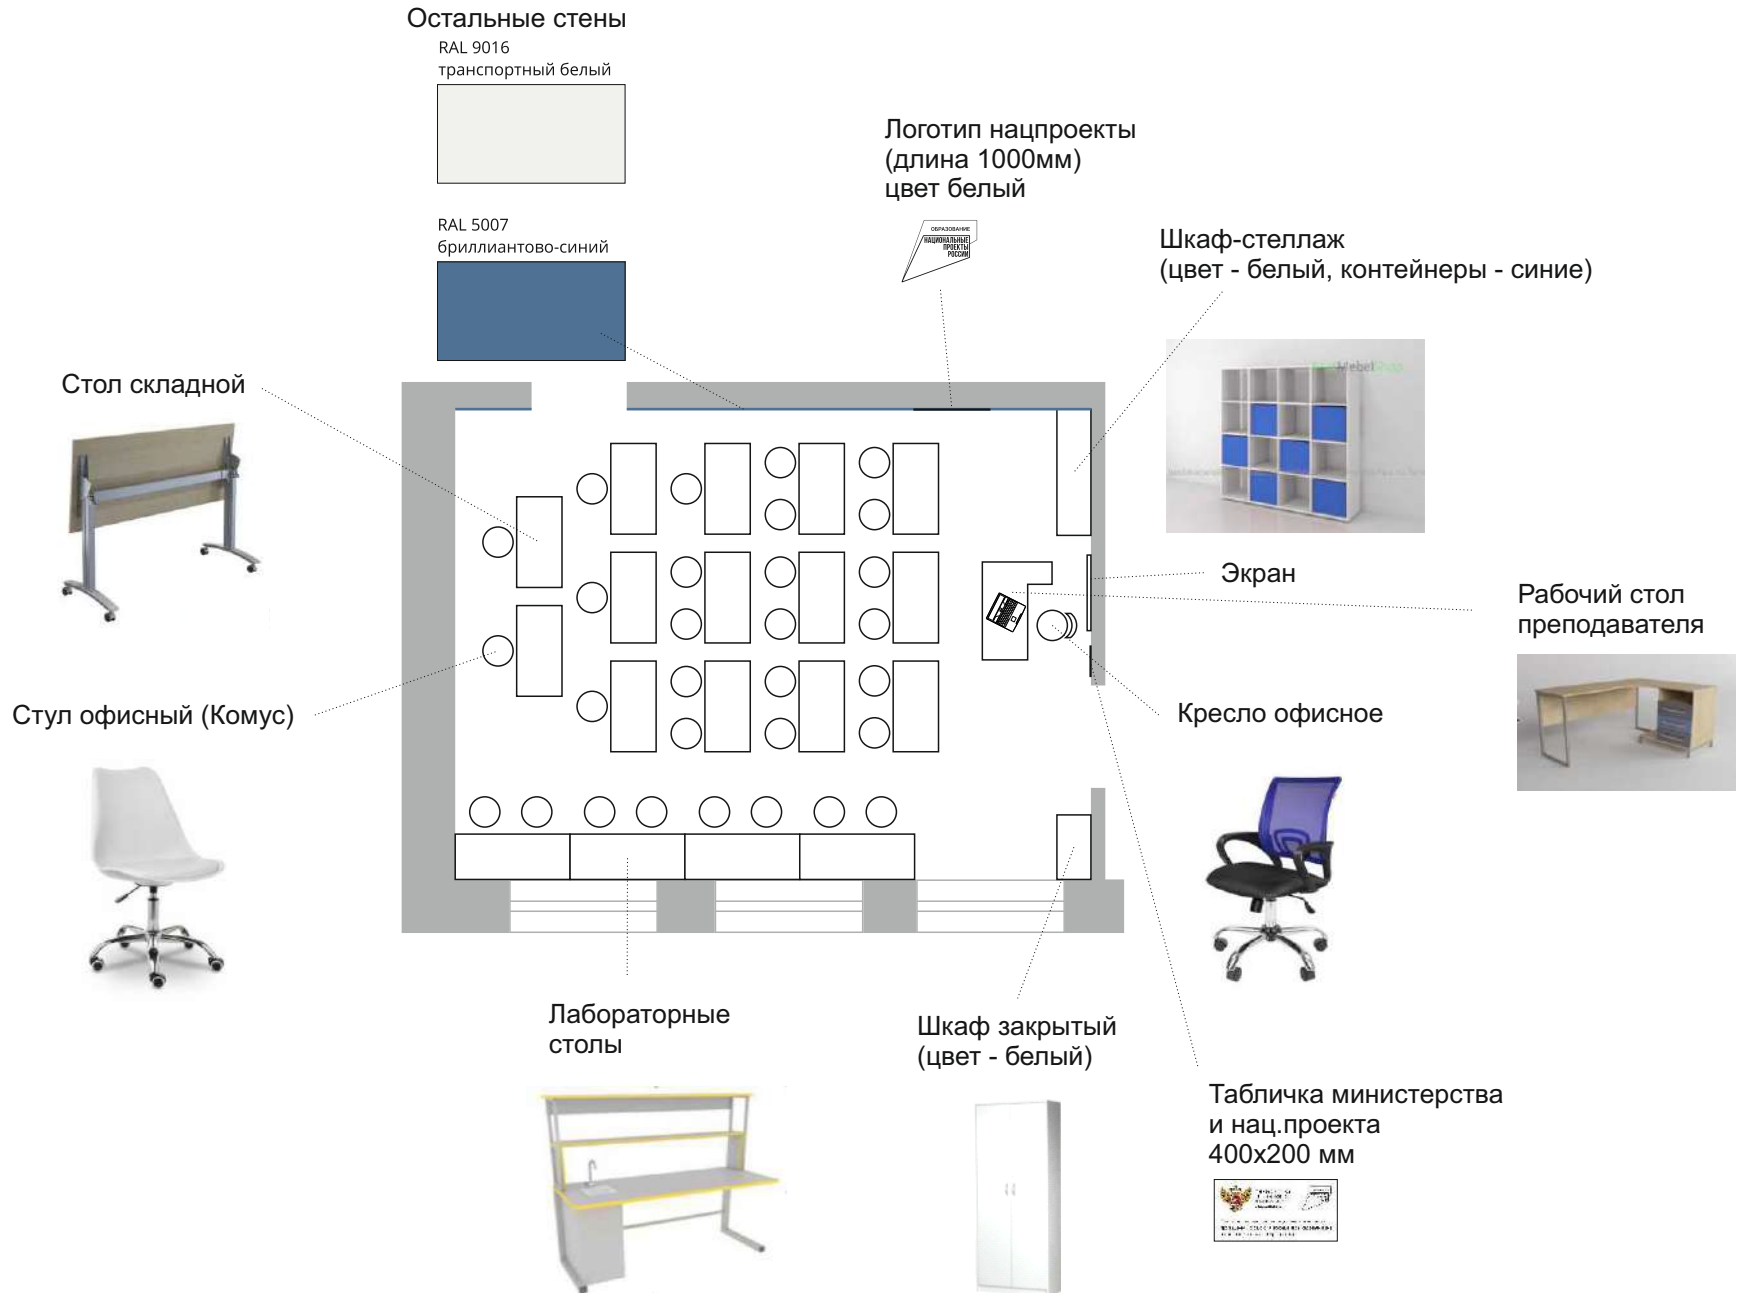 Остальные стены
RAL 9016
транспортный белый
RAL 5007
бриллиантово-синий
Логотип нацпроекты
(длина 1000мм)
цвет белый
ОБРАЗОВАНИЕ
НАЦИОНАЛЬНЫЕ
ПРОЕКТЫ
РОССИИ
Шкаф-стеллаж
(цвет - белый, контейнеры - синие)
Стол складной
Экран
Рабочий стол
преподавателя
Стул офисный (Комус)
Кресло офисное
Лабораторные
столы
Шкаф закрытый
(цвет - белый)
Табличка министерства
и нац.проекта
400х200 мм